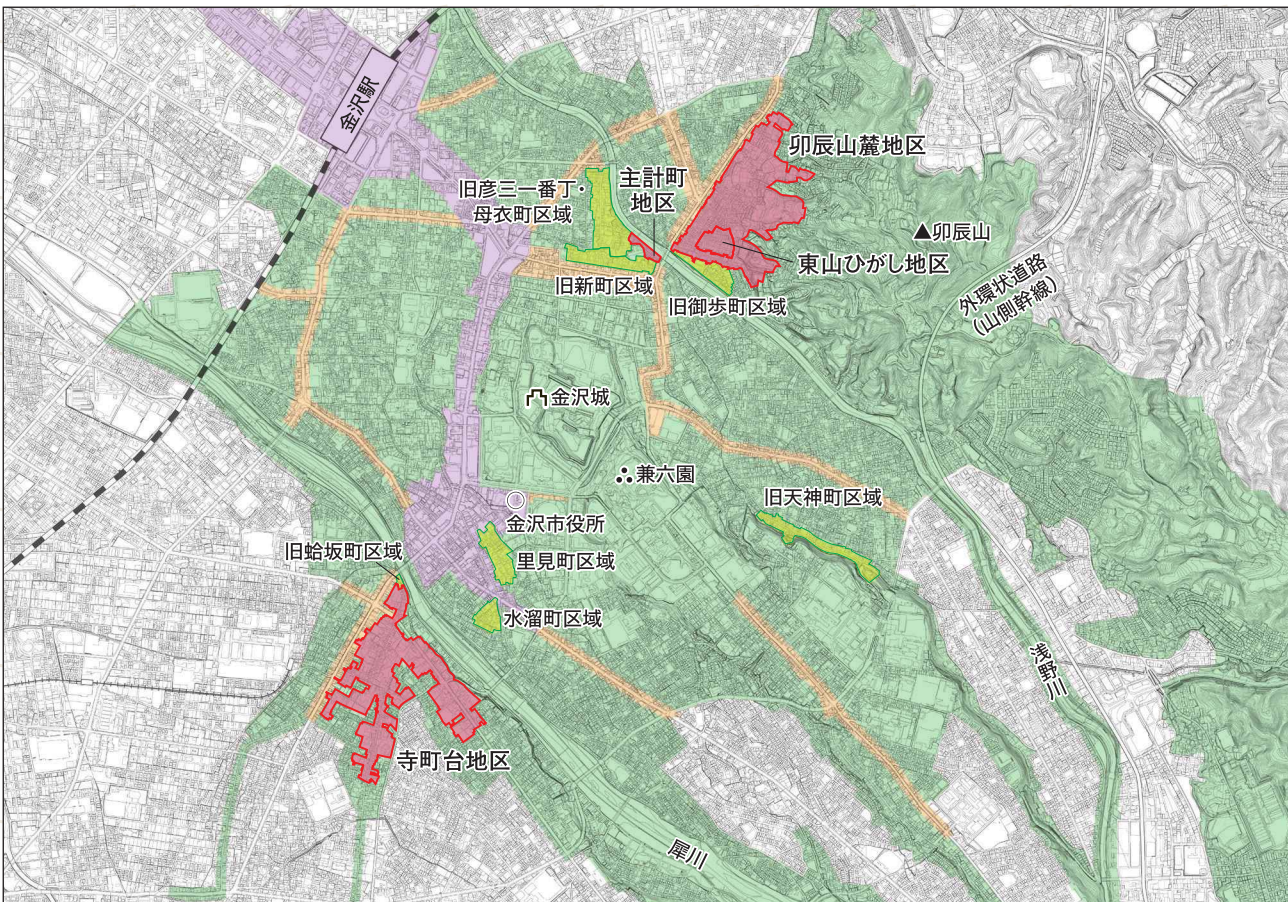 金沢駅
卯辰山麓地区
主計町
地区
旧彦三一番丁・
母衣町区域
▲卯辰山
東山ひがし地区
外環状道路
(山側幹線)
旧新町区域
旧御歩町区域
金沢城
兼六園
旧天神町区域
金沢市役所
旧蛤坂町区域
里見町区域
水溜町区域
浅野川
寺町台地区
犀川